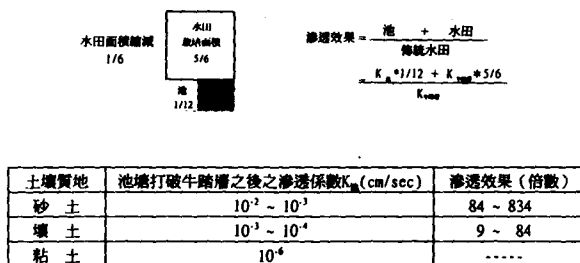 水田面積縮減
1/6
水田
栽培面積
5/6
池
1/12
滲透效果 = 池 + 水田
傳統水田
= *1/12 + *5/6
土壤質地 池塘打破牛踏層之後之滲透係數 (cm/sec) 滲透效果(倍數)
砂 土 10⁻² ~ 10⁻³ 84 ~ 834
壤 土 10⁻³ ~ 10⁻⁴ 9 ~ 84
粘 土 10⁻⁶ -----